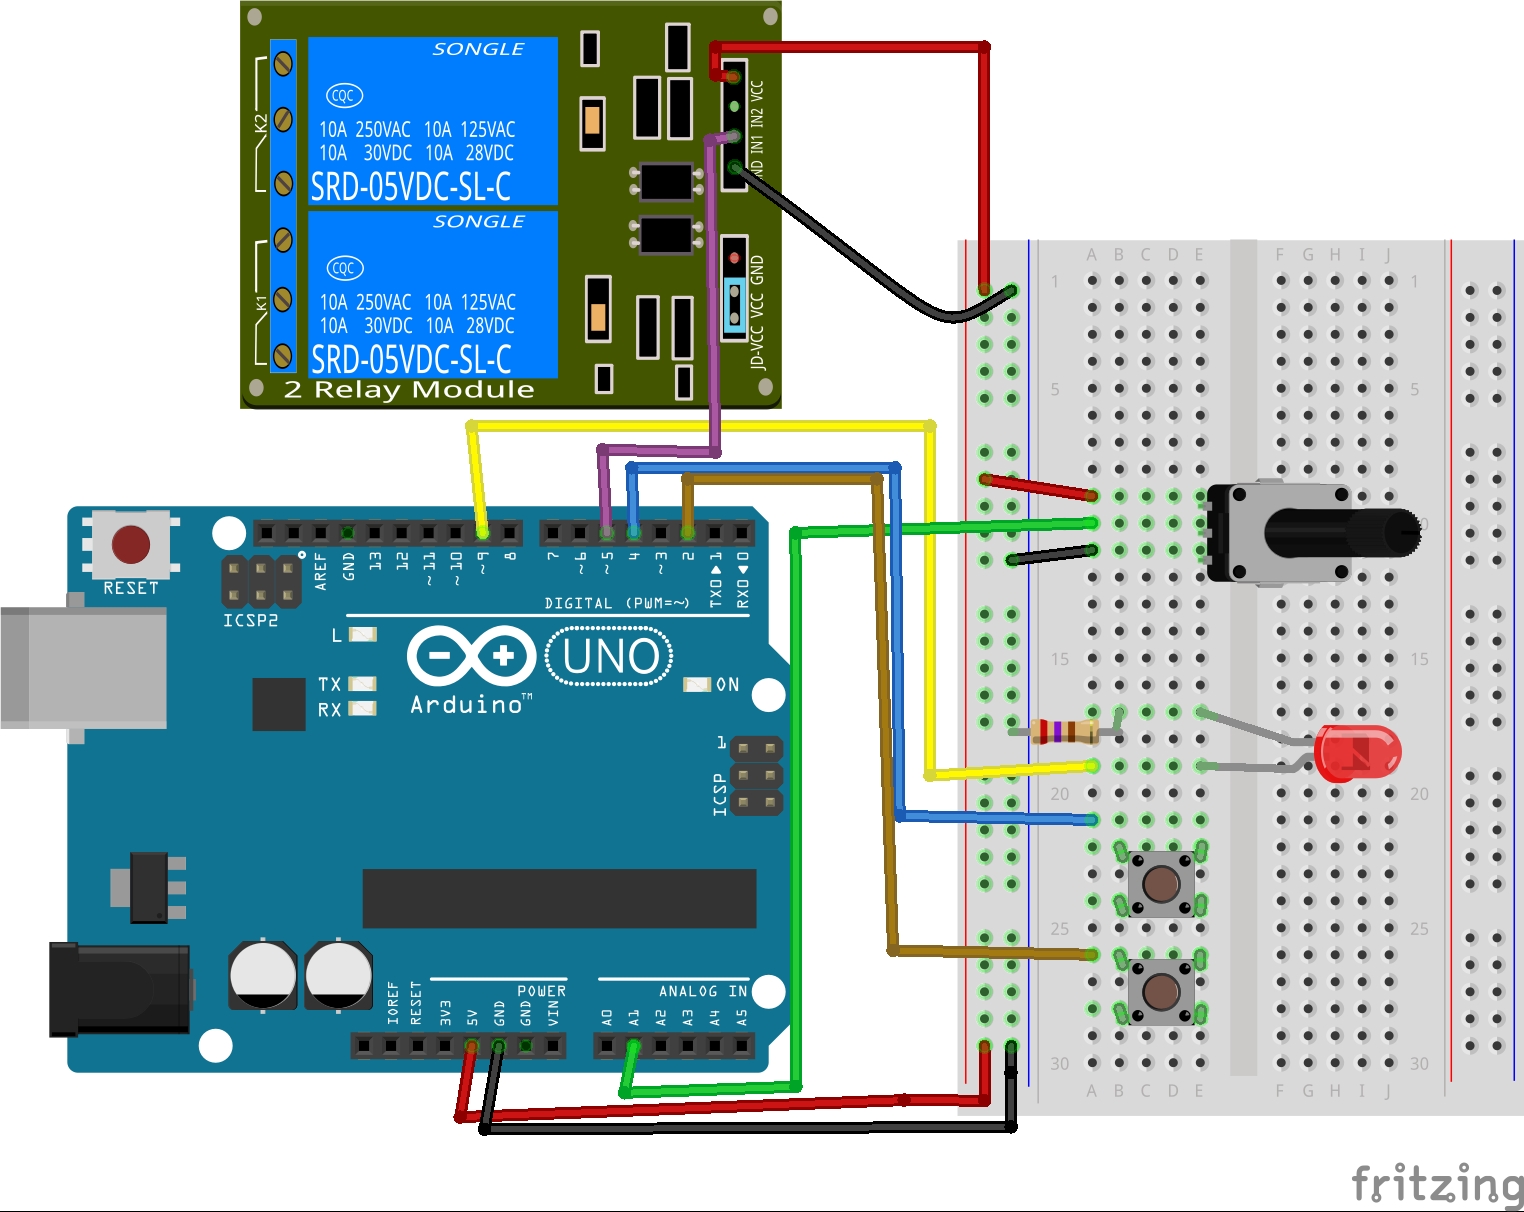 SONGLE
CQC
10A 250VAC 10A 125VAC
10A 30VDC 10A 28VDC
SRD-05VDC-SL-C
K2
SONGLE
CQC
10A 250VAC 10A 125VAC
10A 30VDC 10A 28VDC
SRD-05VDC-SL-C
K1
2 Relay Module
ND IN1 IN2 VCC
JD-VCC VCC GND
RESET
ICSP2
AREF
GND
13
12
~11
~10
~9
8
7
~6
~5
4
~3
2
TXD▶1
RXD◀0
DIGITAL (PWM=~)
L
TX
RX
UNO
Arduino™
ON
1
ICSP
POWER
ANALOG IN
IOREF
RESET
3V3
5V
GND
GND
VIN
A0
A1
A2
A3
A4
A5
A B C D E F G H I J
1 1
5 5
0
15 15
20 20
25 25
30 30
A B C D E F G H I J
fritzing